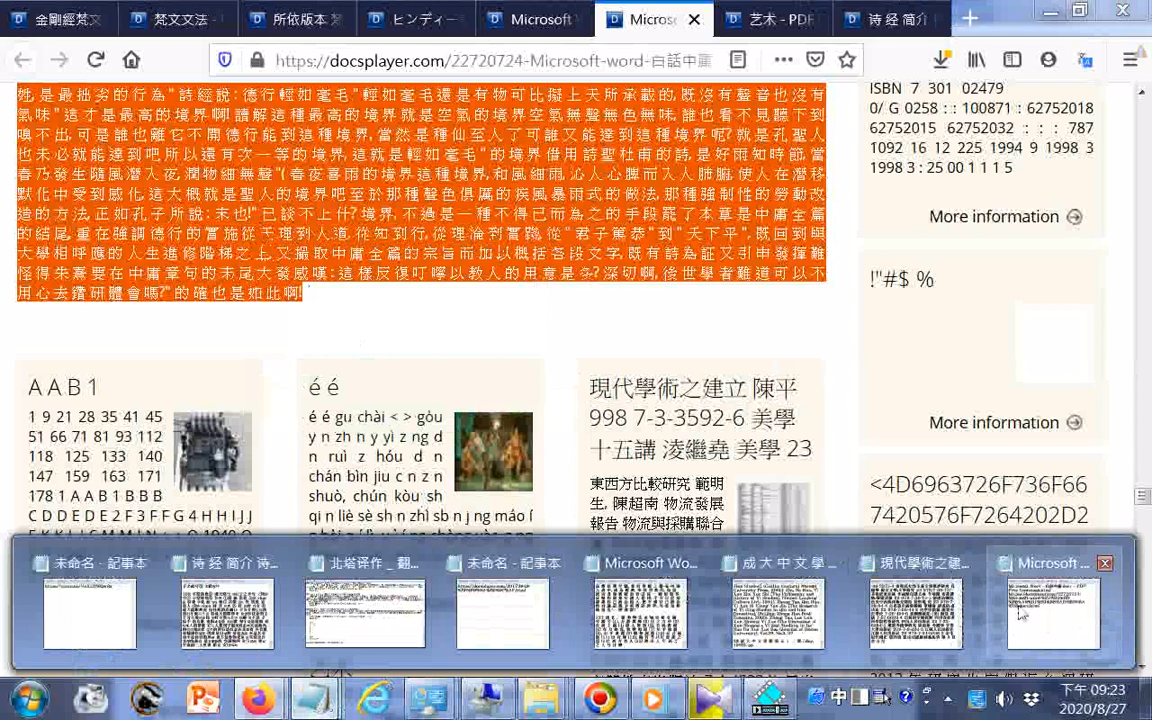 金剛經梵文
梵文文法 -
所依版本 梵
ヒンディー
Microsoft
Micros
艺术 - PDF
诗 经 简介
https://docsplayer.com/22720724-Microsoft-word-白話中庸
她,是最拙劣的行為"詩經說:德行輕如毫毛"輕如毫毛還是有物可比擬上天所承載的,既沒有聲音也沒有
氣味"這才是最高的境界啊!讀解這種最高的境界就是空氣的境界空氣無聲無色無味,誰也看不見聽不到
嗅不出,可是誰也離它不開德行能到這種境界,當然是種仙至人了可誰又能達到這種境界呢?就是孔聖人
也未必就能達到吧所以還有次一等的境界,這就是輕如毫毛"的境界借用詩聖杜甫的詩,是好雨知時節,當
春乃發生隨風潛入夜,潤物細無聲"(春夜喜雨的境界這種境界,和風細雨,沁人心脾而入人肺腑,使人在潛移
默化中受到感化,這大概就是聖人的境界吧至於那種聲色俱厲的疾風暴雨式的做法,那種強制性的勞動改
造的方法,正如孔子所說:末也!"已談不上什?境界,不過是一種不得已而為之的手段罷了本章是中庸全篇
的結尾,重在強調德行的實施從天理到人道,從知到行,從理論到實踐,從"君子篤恭"到"天下平",既回到與
大學相呼應的人生進修階梯之上,又撮取中庸全篇的宗旨而加以概括各段文字,既有詩為証又引申發揮難
怪得朱熹要在中庸章句的末尾大發感嘆:這樣反復叮嚀以教人的用意是多?深切啊,後世學者難道可以不
用心去鑽研體會嗎?"的確也是如此啊!
ISBN 7 301 02479
0/ G 0258 : : 100871 : 62752018
62752015 62752032 : : : 787
1092 16 12 225 1994 9 1998 3
1998 3 : 25 00 1 1 1 5
More information
!"#$ %
More information
<4D6963726F736F66
7420576F7264202D2
A A B 1
1 9 21 28 35 41 45
51 66 71 81 93 112
118 125 133 140
147 159 163 171
178 1 A A B 1 B B B
C D D E D E 2 F 3 F F G 4 H H I J J
é é
é é gu chài < > gòu
y n zh n y yì z ng d
n ruì z hóu d n
chán bìn jiu c n z n
shuò, chún kòu sh
qi n liè sè sh n zhì sb n j ng máo í
現代學術之建立 陳平
998 7-3-3592-6 美學
十五講 淩繼堯 美學 23
東西方比較研究 範明
生, 陳超南 物流發展
報告 物流與採購聯合
未命名 - 記事本
诗 经 简介 诗...
北塔译作 _ 翻...
未命名 - 記事本
Microsoft Wo...
成 大 中 文 學 ...
現代學術之建...
Microsoft ...
中
下午 09:23
2020/8/27